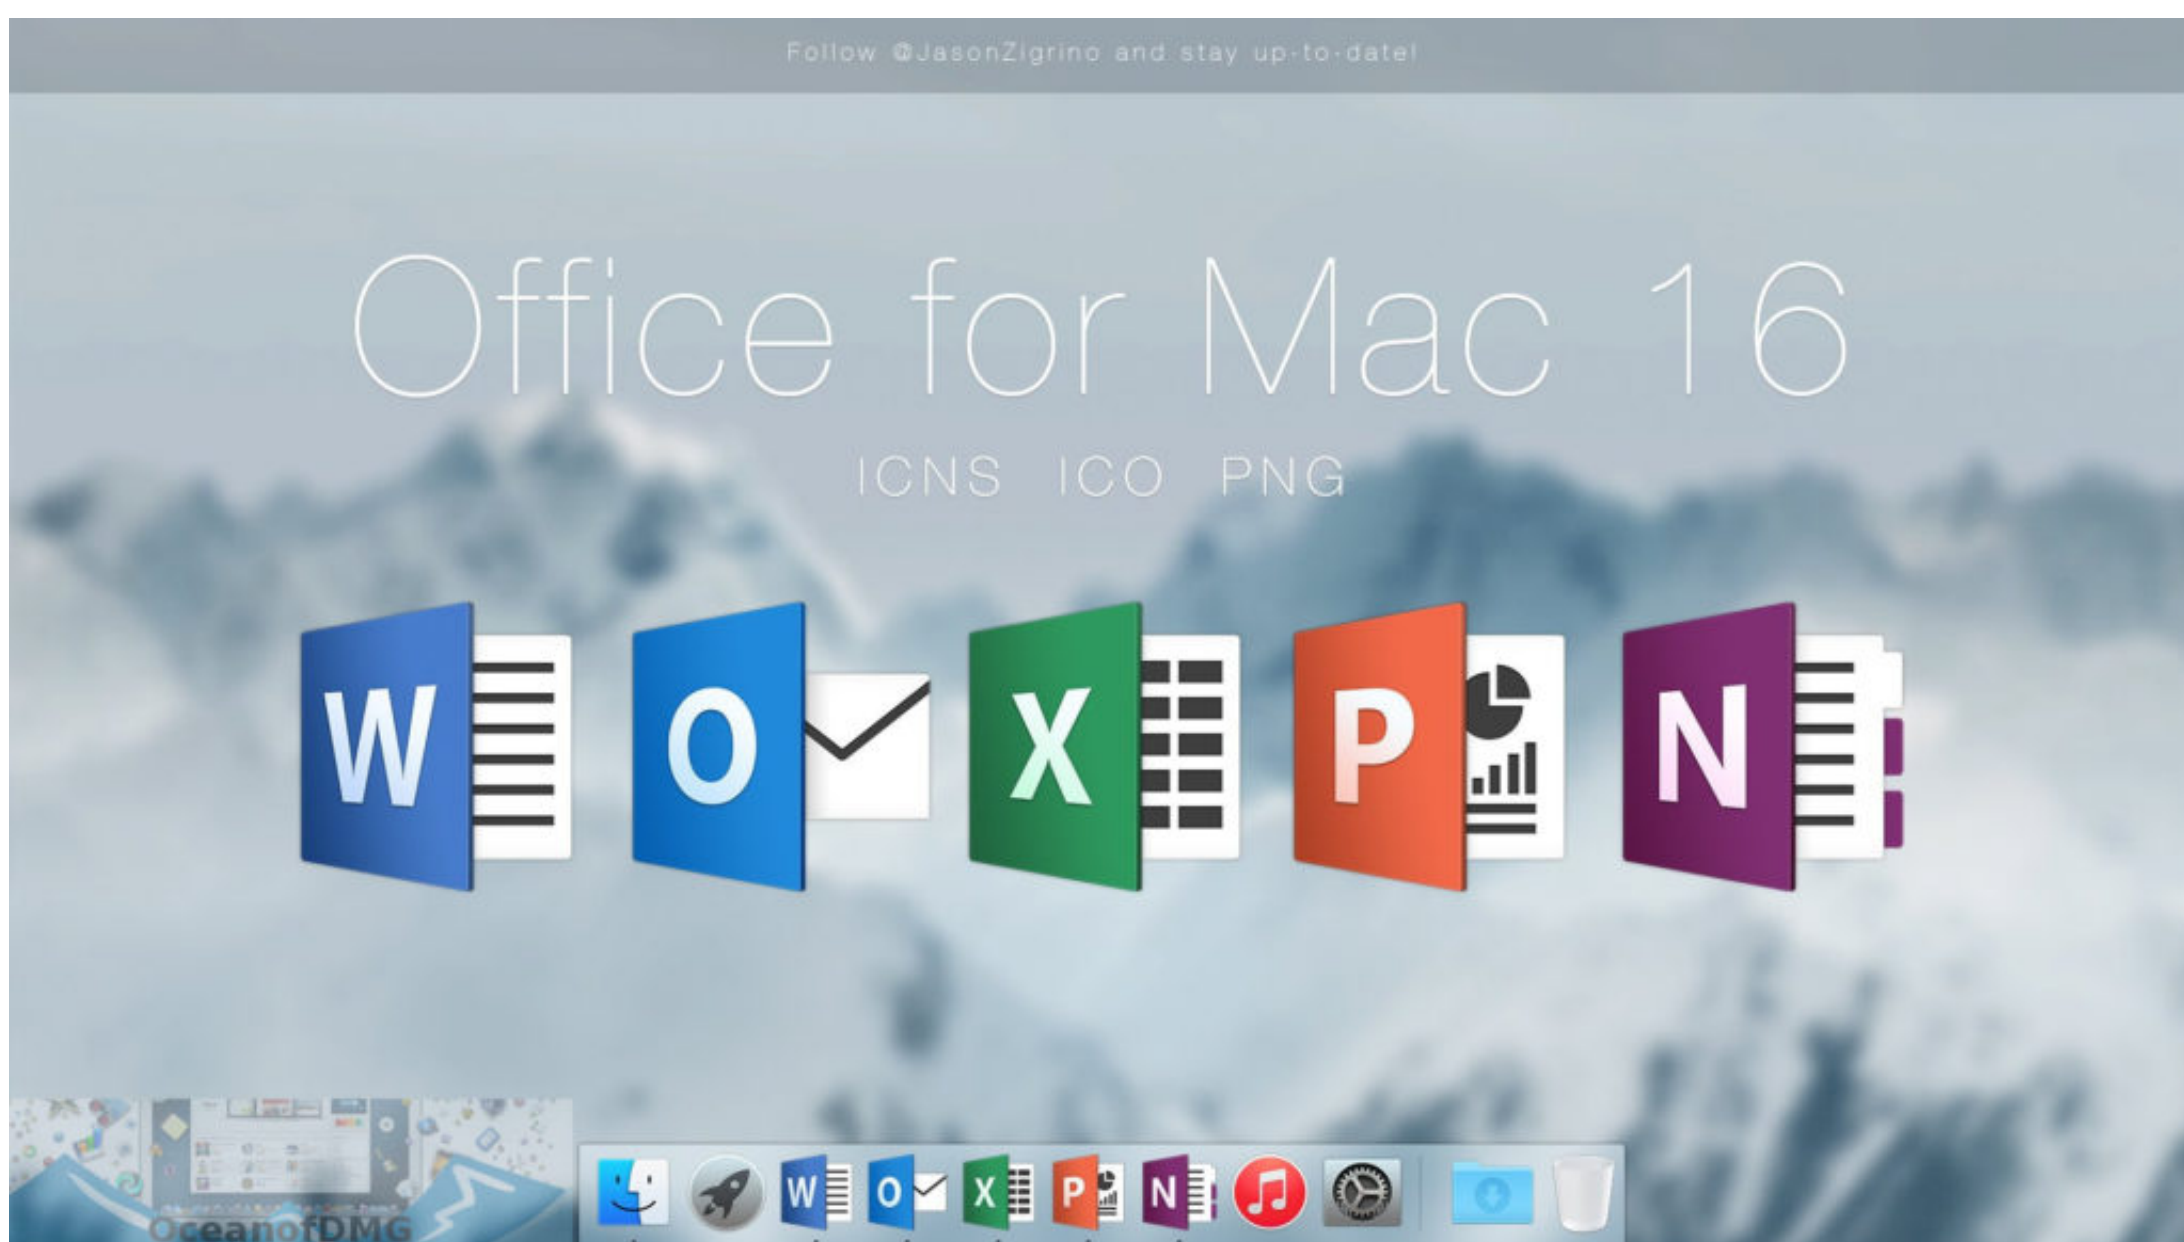 Follow @JasonZigrino and stay up-to-date!
Office for Mac 16
ICNS ICO PNG
W O X P N
OceanofDMG
W O X P N